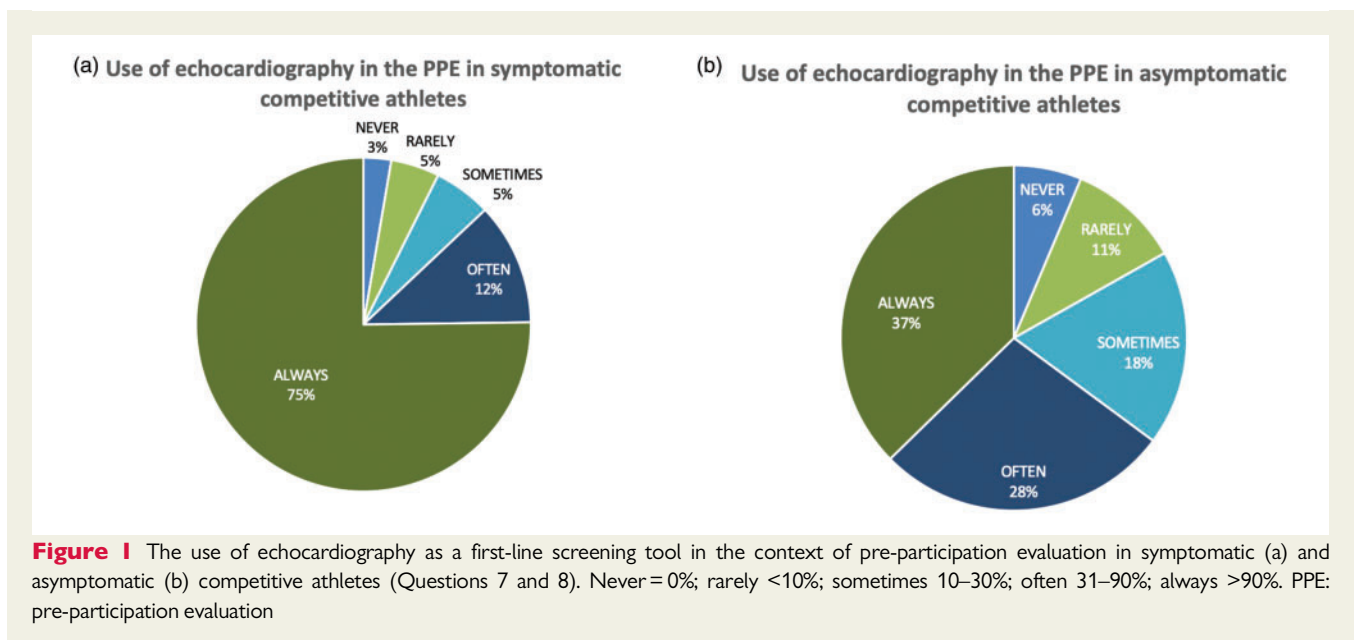 (a) Use of echocardiography in the PPE in symptomatic
competitive athletes
NEVER
3%
RARELY
5%
SOMETIMES
5%
OFTEN
12%
ALWAYS
75%
(b) Use of echocardiography in the PPE in asymptomatic
competitive athletes
NEVER
6%
RARELY
11%
SOMETIMES
18%
OFTEN
28%
ALWAYS
37%
Figure 1 The use of echocardiography as a first-line screening tool in the context of pre-participation evaluation in symptomatic (a) and
asymptomatic (b) competitive athletes (Questions 7 and 8). Never = 0%; rarely <10%; sometimes 10–30%; often 31–90%; always >90%. PPE:
pre-participation evaluation